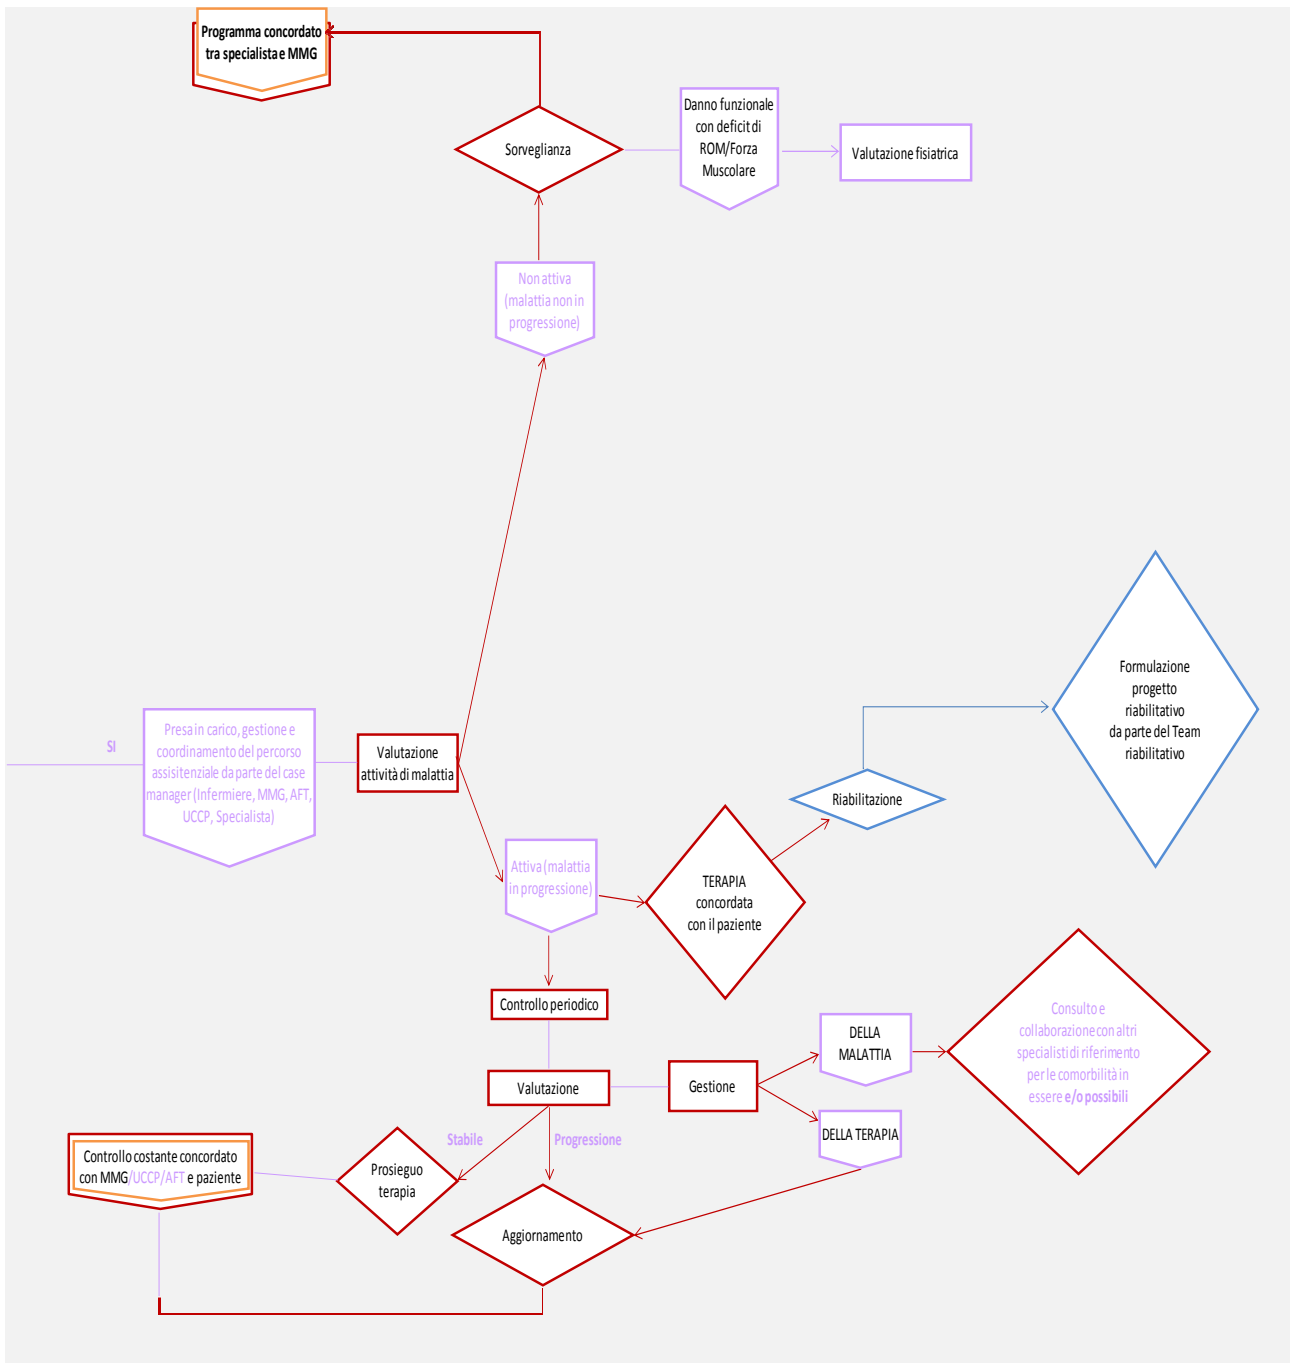 Programma concordato
tra specialista e MMG
Sorveglianza
Danno funzionale
con deficit di
ROM/Forza
Muscolare
Valutazione fisiatrica
Non attiva
(malattia non in
progressione)
SI
Presa in carico, gestione e
coordinamento del percorso
assisitenziale da parte del case
manager (Infermiere, MMG, AFT,
UCCP, Specialista)
Valutazione
attività di malattia
Formulazione
progetto
riabilitativo
da parte del Team
riabilitativo
Riabilitazione
Attiva (malattia
in progressione)
TERAPIA
concordata
con il paziente
Controllo periodico
Valutazione
Gestione
DELLA
MALATTIA
Consulto e
collaborazione con altri
specialisti di riferimento
per le comorbilità in
essere e/o possibili
DELLA TERAPIA
Stabile
Progressione
Prosieguo
terapia
Controllo costante concordato
con MMG/UCCP/AFT e paziente
Aggiornamento